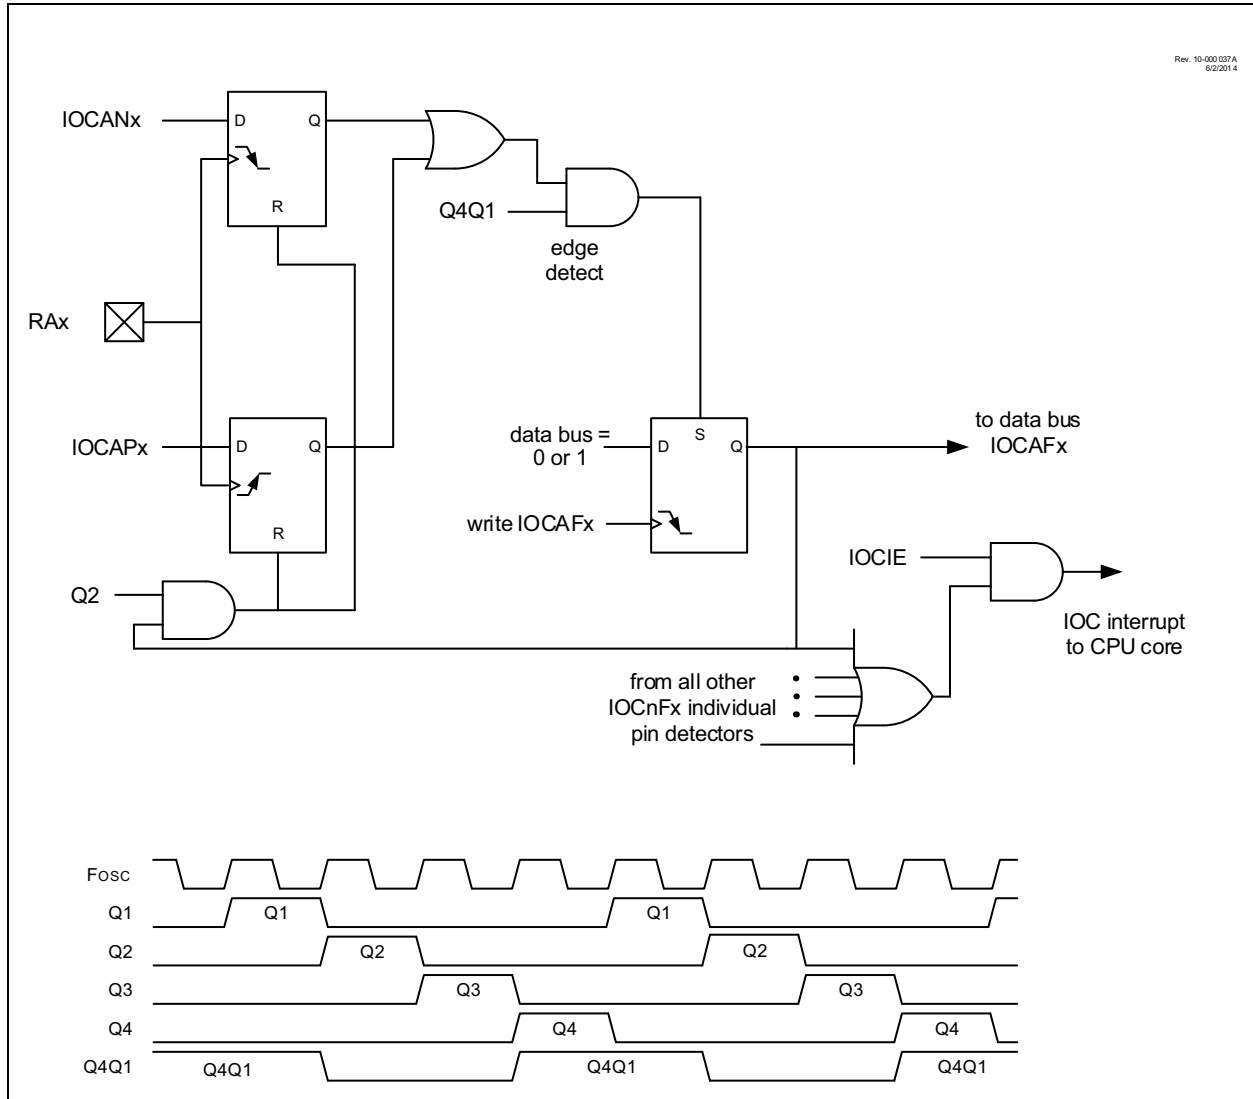 Rev. 10-000 037A
6/2/2014
IOCANx
D
Q
R
Q4Q1
edge
detect
RAx
IOCAPx
D
Q
R
data bus =
0 or 1
D
S
Q
write IOCAFx
to data bus
IOCAFx
IOCIE
IOC interrupt
to CPU core
Q2
from all other
IOCnFx individual
pin detectors
Fosc
Q1
Q1
Q1
Q2
Q2
Q2
Q3
Q3
Q3
Q4
Q4
Q4
Q4Q1
Q4Q1
Q4Q1
Q4Q1